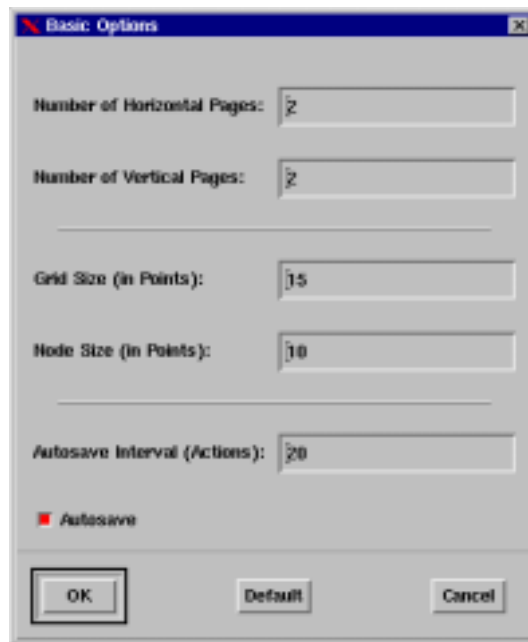 Basic Options
Number of Horizontal Pages: 2
Number of Vertical Pages: 2
Grid Size (in Points): 15
Node Size (in Points): 10
Autosave Interval (Actions): 20
Autosave
OK Default Cancel